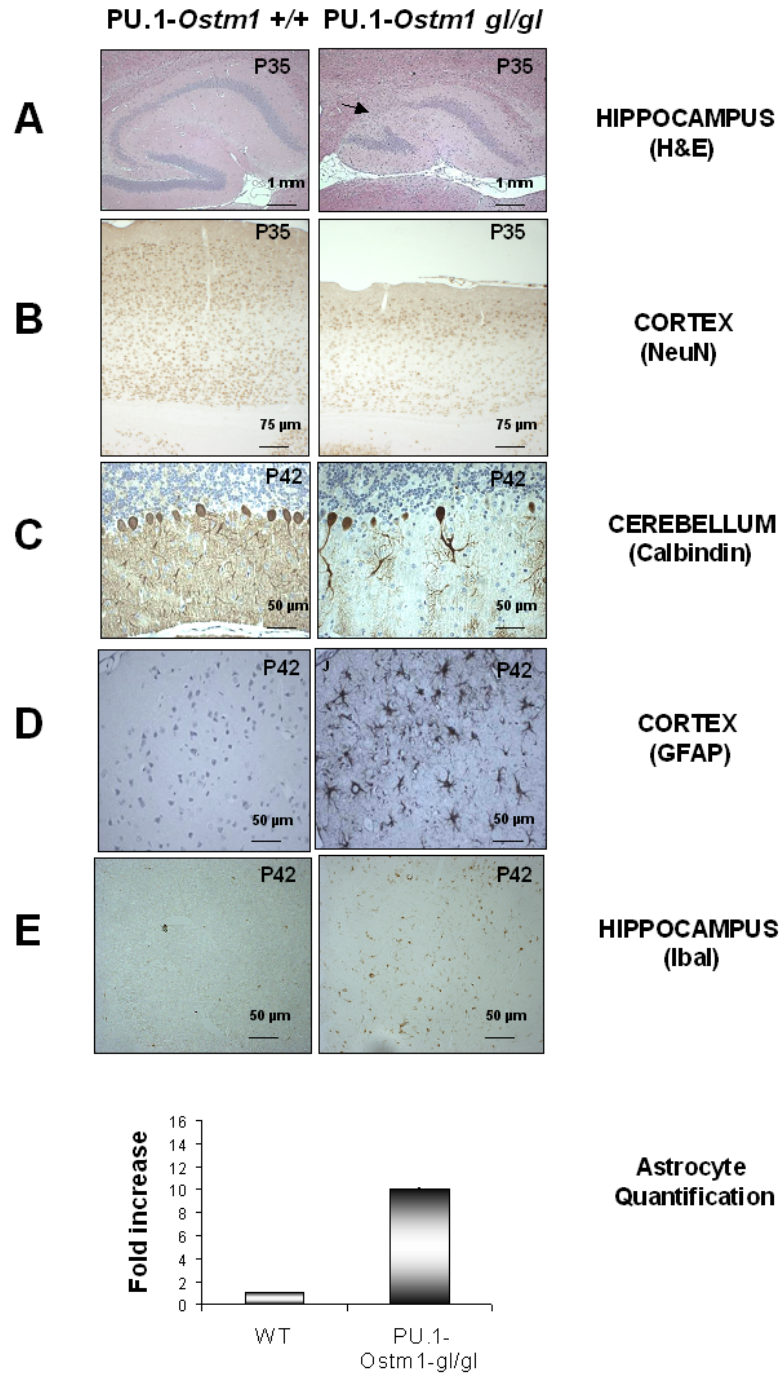 PU.1-Ostm1 +/+ PU.1-Ostm1 gl/gl
A
P35
1 mm
P35
1 mm
HIPPOCAMPUS
(H&E)
B
P35
75 µm
P35
75 µm
CORTEX
(NeuN)
C
P42
50 µm
P42
50 µm
CEREBELLUM
(Calbindin)
D
P42
50 µm
J
P42
50 µm
CORTEX
(GFAP)
E
P42
50 µm
P42
50 µm
HIPPOCAMPUS
(IbaI)
Fold increase
16
14
12
10
8
6
4
2
0
WT
PU.1-
Ostm1-gl/gl
Astrocyte
Quantification